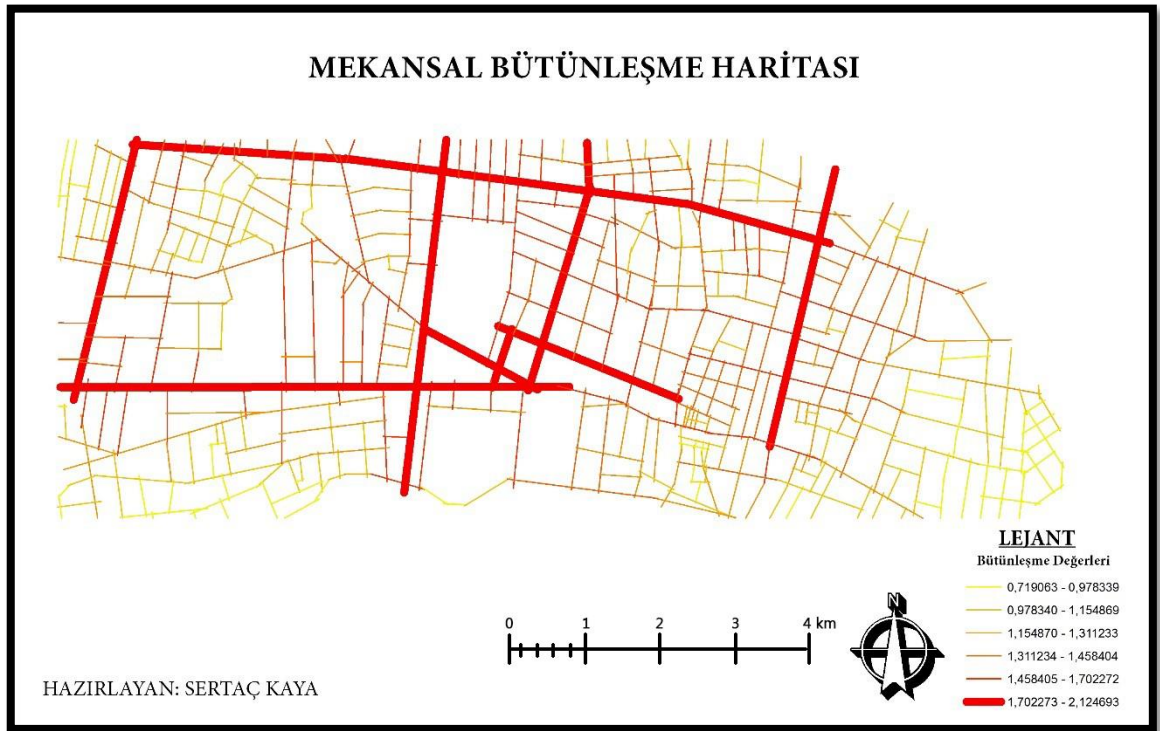 MEKANSAL BÜTÜNLEŞME HARİTASI
LEJANT
Bütünleşme Değerleri
0,719063 - 0,978339
0,978340 - 1,154869
1,154870 - 1,311233
1,311234 - 1,458404
1,458405 - 1,702272
1,702273 - 2,124693
0 1 2 3 4 km
N
HAZIRLAYAN: SERTAÇ KAYA